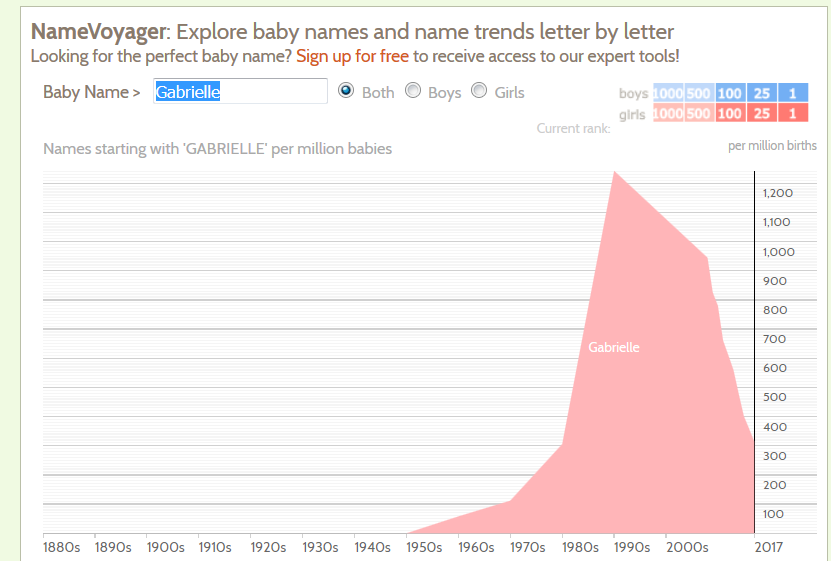 NameVoyager: Explore baby names and name trends letter by letter
Looking for the perfect baby name? Sign up for free to receive access to our expert tools!
Baby Name > Gabrielle Both Boys Girls
boys 1000 500 100 25 1
girls 1000 500 100 25 1
Current rank:
Names starting with 'GABRIELLE' per million babies
per million births
1,200
1,100
1,000
900
800
700
Gabrielle
600
500
400
300
200
100
1880s 1890s 1900s 1910s 1920s 1930s 1940s 1950s 1960s 1970s 1980s 1990s 2000s 2017